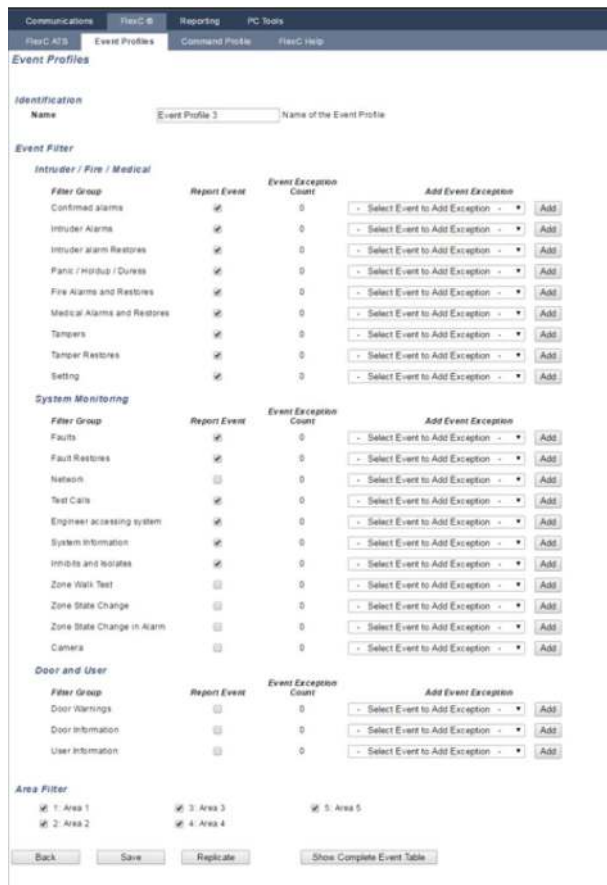 Communications FlexC ® Reporting PC Tools
FlexC ATS Event Profiles Command Profile FlexC Help
Event Profiles
Identification
Name Event Profile 3 Name of the Event Profile
Event Filter
Intruder / Fire / Medical
Filter Group Report Event Event Exception Count Add Event Exception
Confirmed alarms 0 - Select Event to Add Exception - Add
Intruder Alarms 0 - Select Event to Add Exception - Add
Intruder alarm Restores 0 - Select Event to Add Exception - Add
Panic / Holdup / Duress 0 - Select Event to Add Exception - Add
Fire Alarms and Restores 0 - Select Event to Add Exception - Add
Medical Alarms and Restores 0 - Select Event to Add Exception - Add
Tampers 0 - Select Event to Add Exception - Add
Tamper Restores 0 - Select Event to Add Exception - Add
Setting 0 - Select Event to Add Exception - Add
System Monitoring
Filter Group Report Event Event Exception Count Add Event Exception
Faults 0 - Select Event to Add Exception - Add
Fault Restores 0 - Select Event to Add Exception - Add
Network 0 - Select Event to Add Exception - Add
Test Calls 0 - Select Event to Add Exception - Add
Engineer accessing system 0 - Select Event to Add Exception - Add
System Information 0 - Select Event to Add Exception - Add
Inhibits and Isolates 0 - Select Event to Add Exception - Add
Zone Walk Test 0 - Select Event to Add Exception - Add
Zone State Change 0 - Select Event to Add Exception - Add
Zone State Change in Alarm 0 - Select Event to Add Exception - Add
Camera 0 - Select Event to Add Exception - Add
Door and User
Filter Group Report Event Event Exception Count Add Event Exception
Door Warnings 0 - Select Event to Add Exception - Add
Door Information 0 - Select Event to Add Exception - Add
User Information 0 - Select Event to Add Exception - Add
Area Filter
1: Area 1 3: Area 3 5: Area 5
2: Area 2 4: Area 4
Back Save Replicate Show Complete Event Table